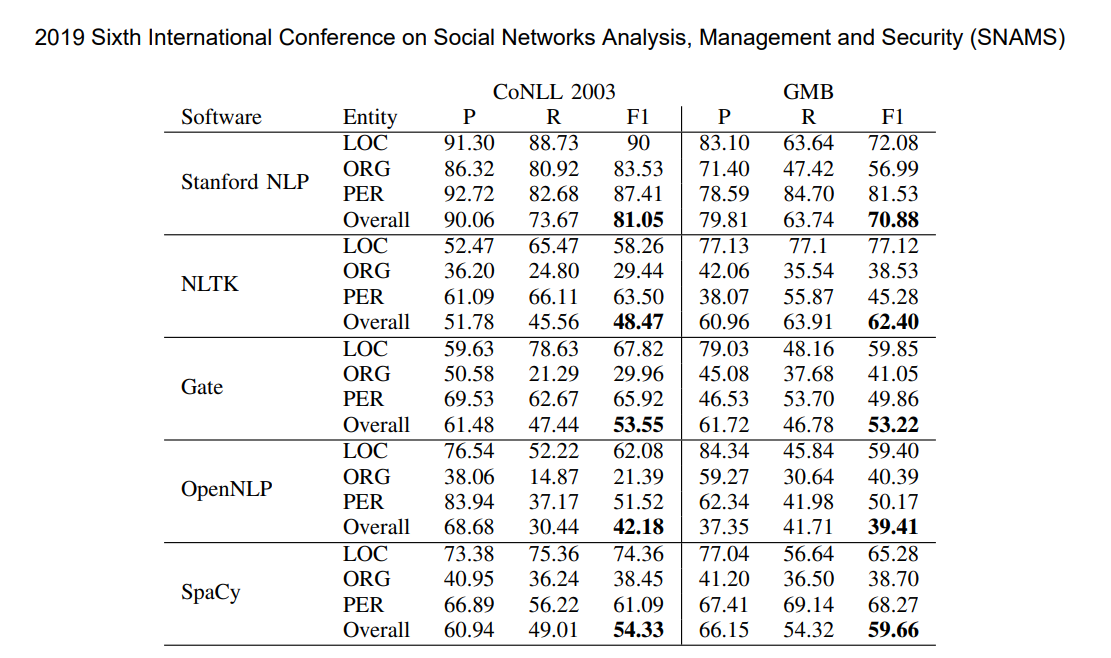 2019 Sixth International Conference on Social Networks Analysis, Management and Security (SNAMS)
CoNLL 2003 GMB
Software Entity P R F1 P R F1
LOC 91.30 88.73 90 83.10 63.64 72.08
ORG 86.32 80.92 83.53 71.40 47.42 56.99
Stanford NLP
PER 92.72 82.68 87.41 78.59 84.70 81.53
Overall 90.06 73.67 81.05 79.81 63.74 70.88
LOC 52.47 65.47 58.26 77.13 77.1 77.12
ORG 36.20 24.80 29.44 42.06 35.54 38.53
NLTK
PER 61.09 66.11 63.50 38.07 55.87 45.28
Overall 51.78 45.56 48.47 60.96 63.91 62.40
LOC 59.63 78.63 67.82 79.03 48.16 59.85
ORG 50.58 21.29 29.96 45.08 37.68 41.05
Gate
PER 69.53 62.67 65.92 46.53 53.70 49.86
Overall 61.48 47.44 53.55 61.72 46.78 53.22
LOC 76.54 52.22 62.08 84.34 45.84 59.40
ORG 38.06 14.87 21.39 59.27 30.64 40.39
OpenNLP
PER 83.94 37.17 51.52 62.34 41.98 50.17
Overall 68.68 30.44 42.18 37.35 41.71 39.41
LOC 73.38 75.36 74.36 77.04 56.64 65.28
ORG 40.95 36.24 38.45 41.20 36.50 38.70
SpaCy
PER 66.89 56.22 61.09 67.41 69.14 68.27
Overall 60.94 49.01 54.33 66.15 54.32 59.66